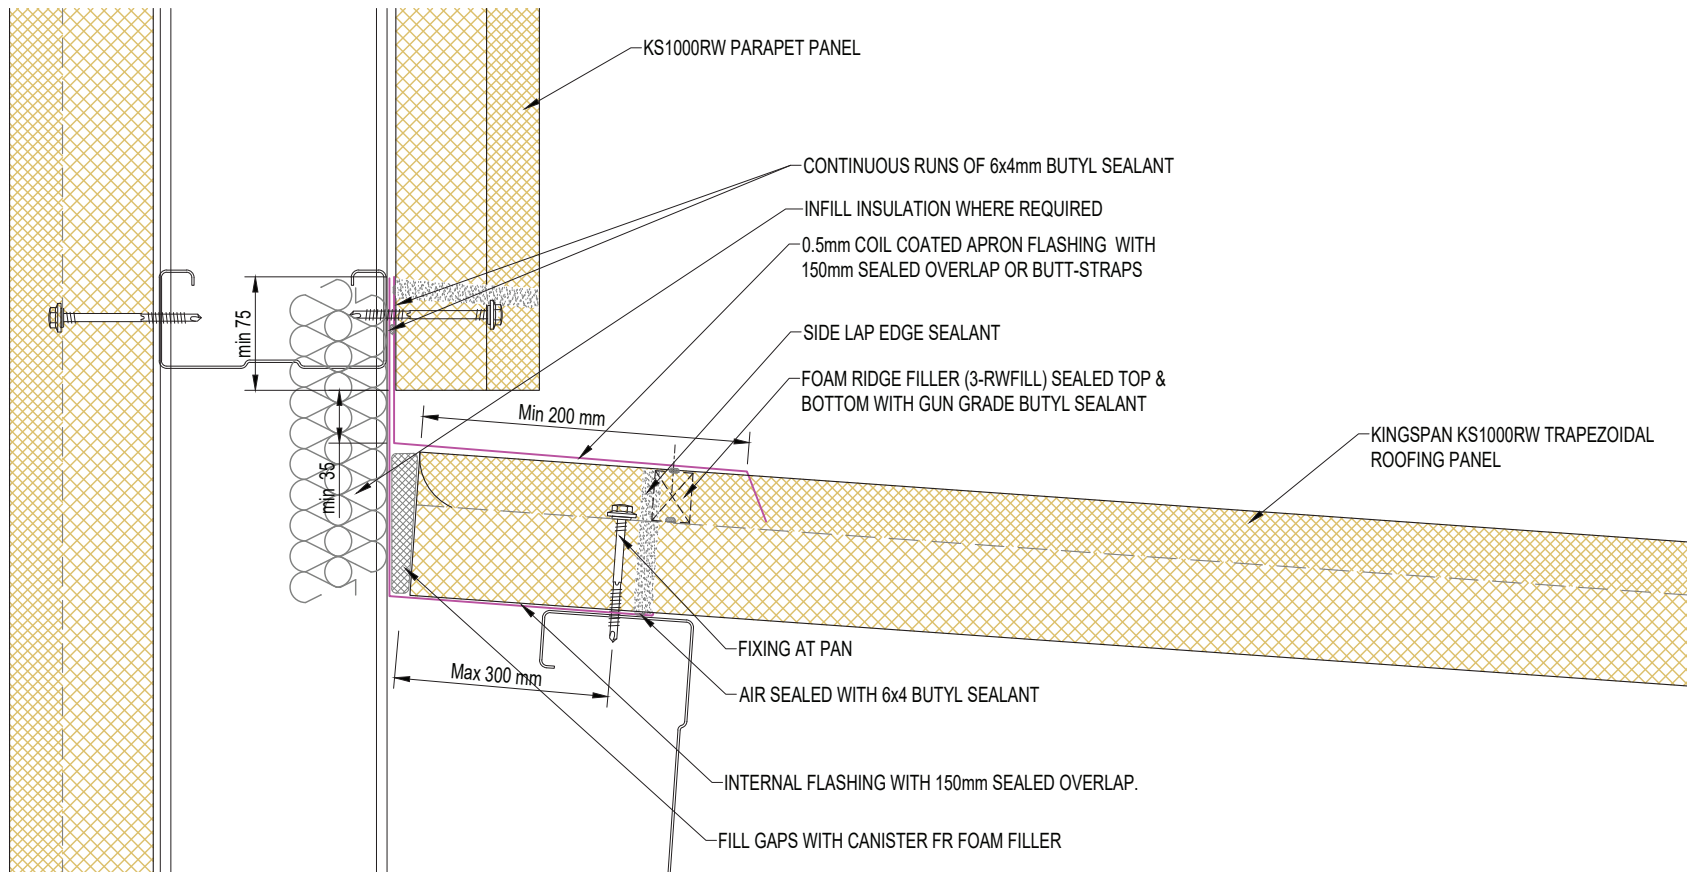 KS1000RW PARAPET PANEL
CONTINUOUS RUNS OF 6x4mm BUTYL SEALANT
INFILL INSULATION WHERE REQUIRED
0.5mm COIL COATED APRON FLASHING WITH
150mm SEALED OVERLAP OR BUTT-STRAPS
min 75
SIDE LAP EDGE SEALANT
FOAM RIDGE FILLER (3-RWFILL) SEALED TOP &
BOTTOM WITH GUN GRADE BUTYL SEALANT
Min 200 mm
KINGSPAN KS1000RW TRAPEZOIDAL
ROOFING PANEL
min 35
FIXING AT PAN
Max 300 mm
AIR SEALED WITH 6x4 BUTYL SEALANT
INTERNAL FLASHING WITH 150mm SEALED OVERLAP.
FILL GAPS WITH CANISTER FR FOAM FILLER